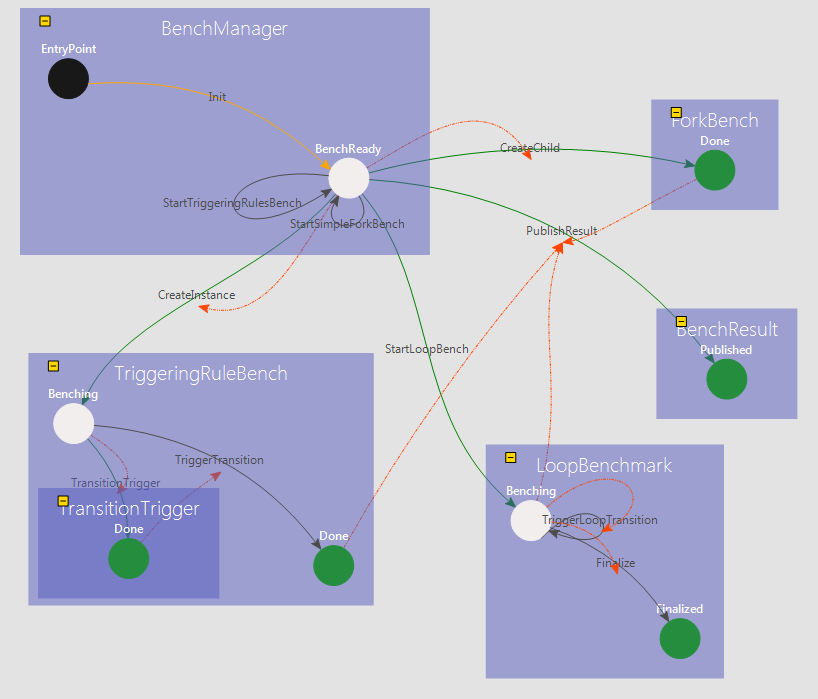 BenchManager
EntryPoint
Init
BenchReady
StartTriggeringRulesBench
StartSimpleForkBench
CreateChild
ForkBench
Done
PublishResult
CreateInstance
BenchResult
Published
StartLoopBench
TriggeringRuleBench
Benching
TriggerTransition
TransitionTrigger
TransitionTrigger
Done
Done
LoopBenchmark
Benching
TriggerLoopTransition
Finalize
Finalized